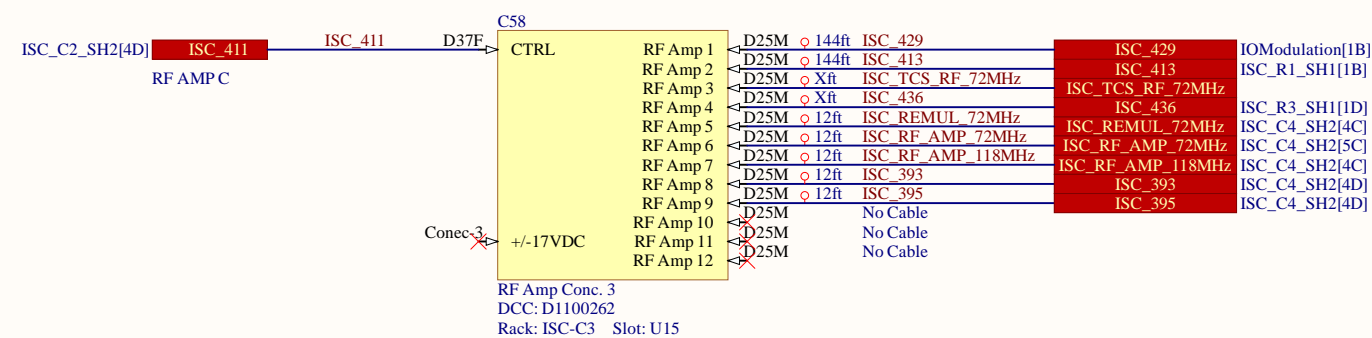 C58
ISC_C2_SH2[4D] ISC_411 ISC_411 D37F CTRL RF Amp 1 D25M 144ft ISC_429 ISC_429 IOModulation[1B]
RF AMP C RF Amp 2 D25M 144ft ISC_413 ISC_413 ISC_R1_SH1[1B]
RF Amp 3 D25M Xft ISC_TCS_RF_72MHz ISC_TCS_RF_72MHz
RF Amp 4 D25M Xft ISC_436 ISC_436 ISC_R3_SH1[1D]
RF Amp 5 D25M 12ft ISC_REMUL_72MHz ISC_REMUL_72MHz ISC_C4_SH2[4C]
RF Amp 6 D25M 12ft ISC_RF_AMP_72MHz ISC_RF_AMP_72MHz ISC_C4_SH2[5C]
RF Amp 7 D25M 12ft ISC_RF_AMP_118MHz ISC_RF_AMP_118MHz ISC_C4_SH2[4C]
RF Amp 8 D25M 12ft ISC_393 ISC_393 ISC_C4_SH2[4D]
RF Amp 9 D25M 12ft ISC_395 ISC_395 ISC_C4_SH2[4D]
RF Amp 10 D25M No Cable
Conec-3 +/-17VDC RF Amp 11 D25M No Cable
RF Amp 12 D25M No Cable
RF Amp Conc. 3
DCC: D1100262
Rack: ISC-C3 Slot: U15